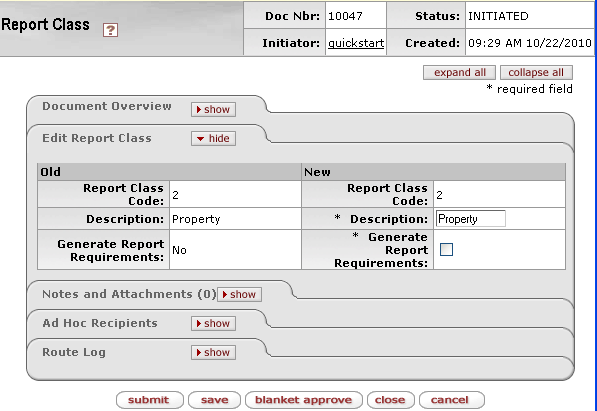 Report Class ?
Doc Nbr: 10047 Status: INITIATED
Initiator: quickstart Created: 09:29 AM 10/22/2010
expand all collapse all
* required field
Document Overview show
Edit Report Class hide
Old New
Report Class Code: 2 Report Class Code: 2
Description: Property * Description: Property
Generate Report Requirements: No * Generate Report Requirements:
Notes and Attachments (0) show
Ad Hoc Recipients show
Route Log show
submit save blanket approve close cancel